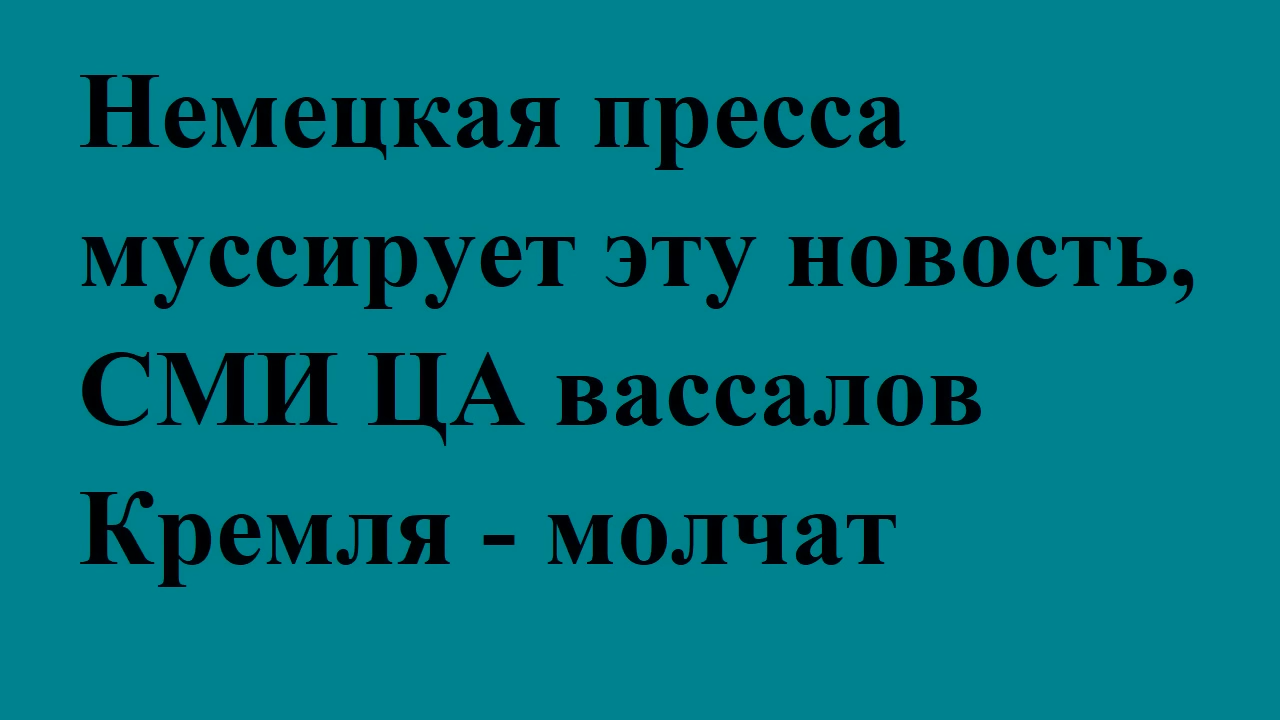 Немецкая пресса
муссирует эту новость,
СМИ ЦА вассалов
Кремля - молчат